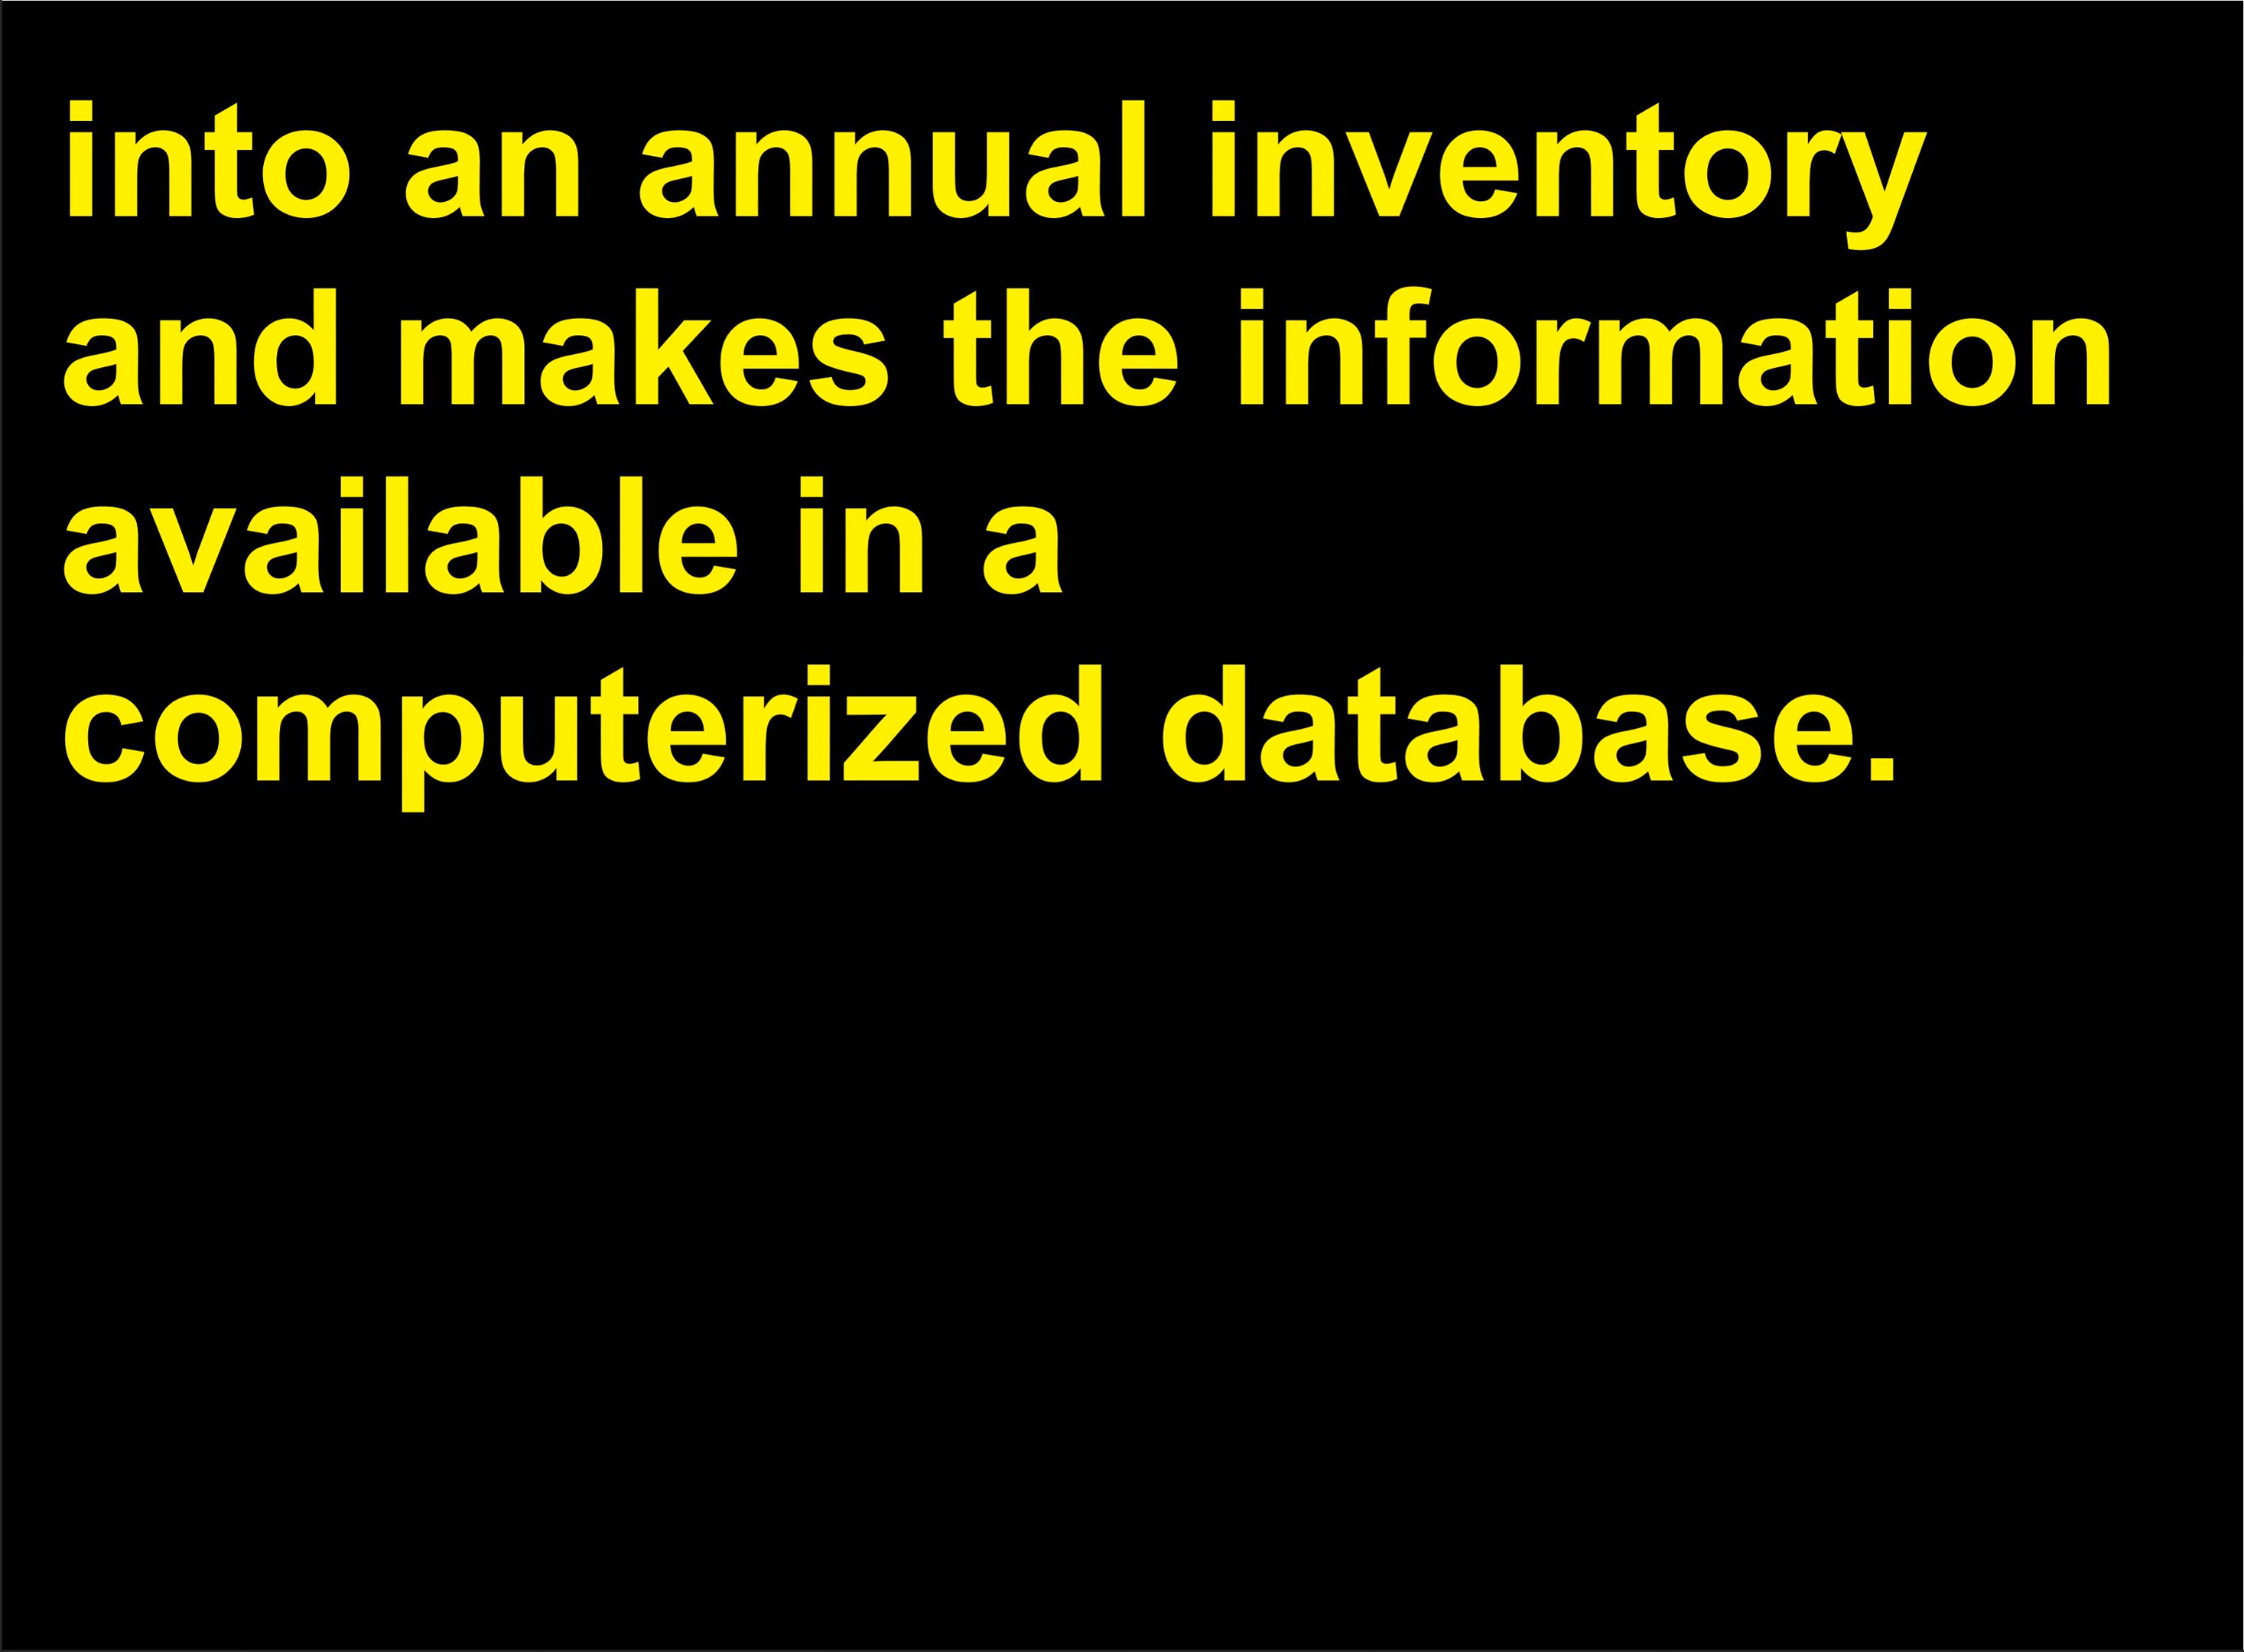 into an annual inventory
and makes the information
available in a
computerized database.